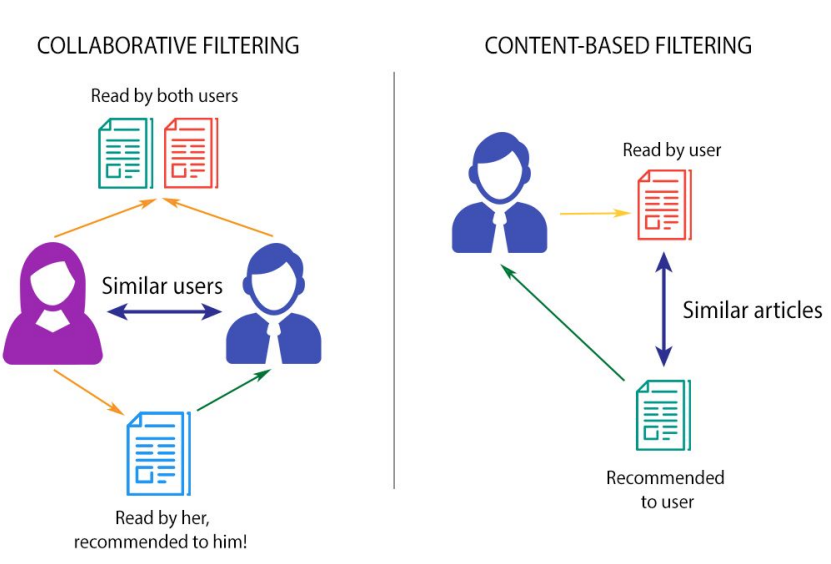 COLLABORATIVE FILTERING
Read by both users
Similar users
Read by her,
recommended to him!
CONTENT-BASED FILTERING
Read by user
Similar articles
Recommended
to user